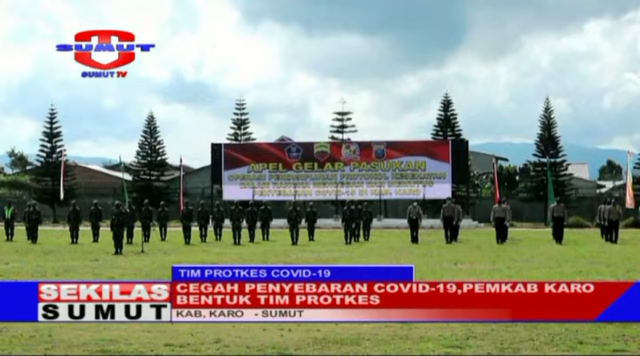 SUMUT
SUMUT TV
APEL GELAR PASUKAN
TIM PROTKES COVID-19
CEGAH PENYEBARAN COVID-19,PEMKAB KARO
BENTUK TIM PROTKES
SEKILAS
SUMUT
KAB, KARO - SUMUT